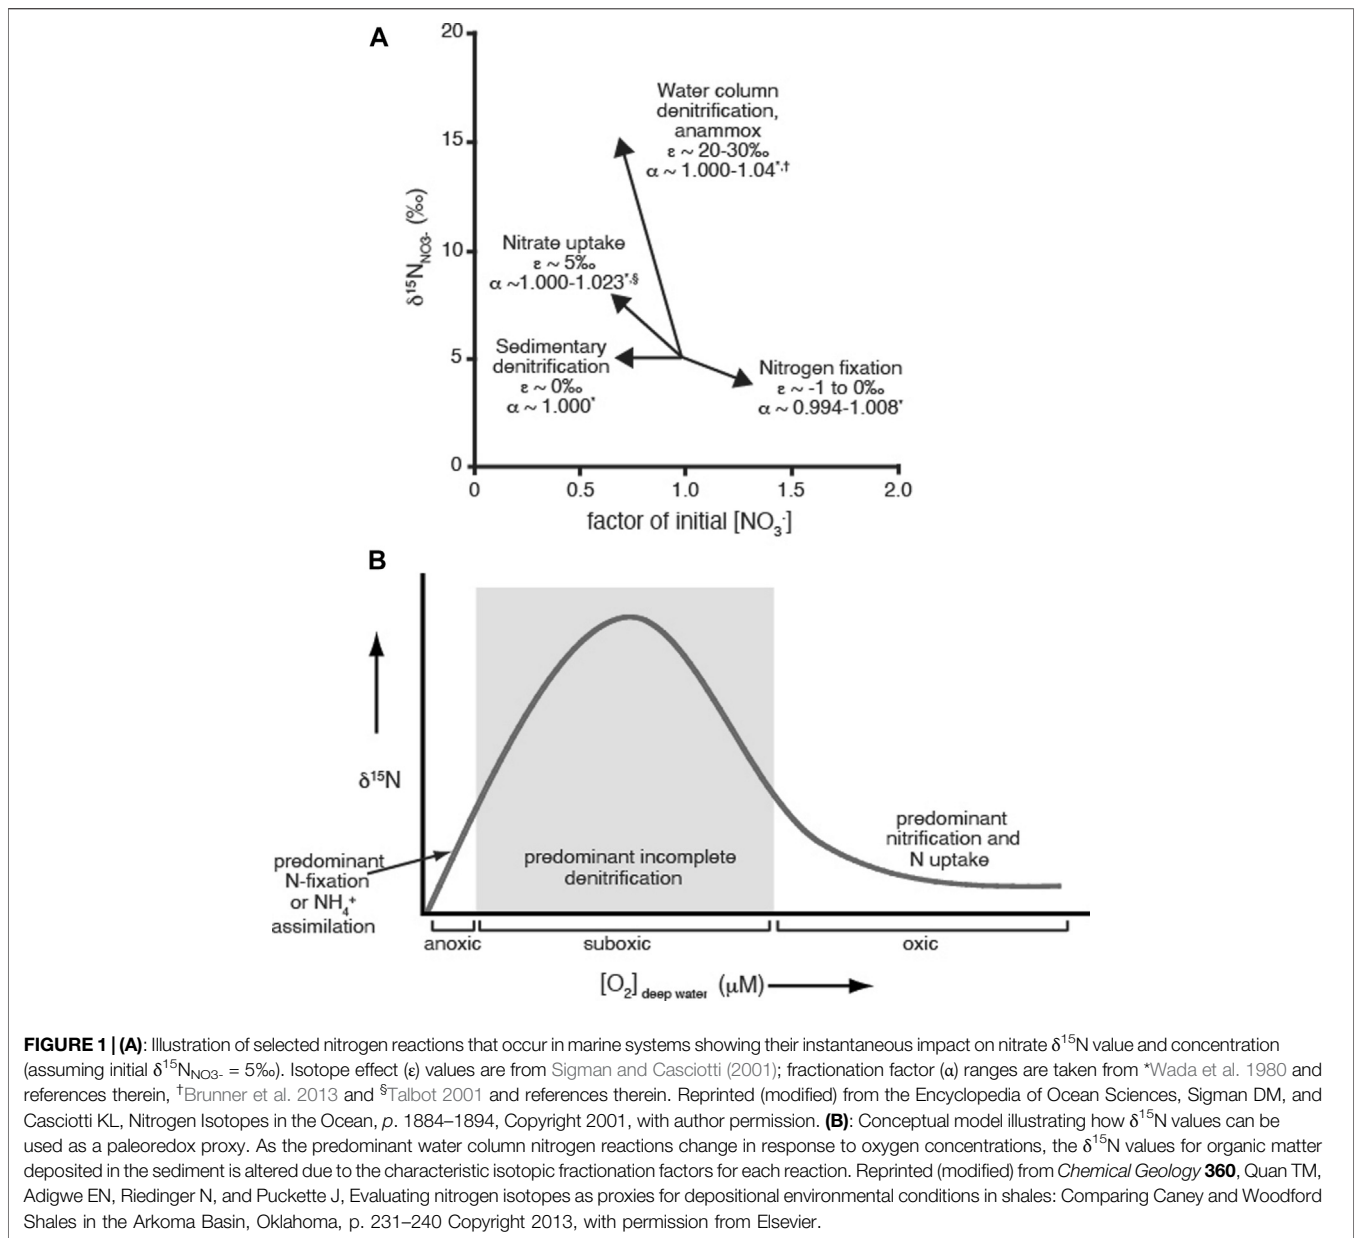 A
20
15
10
5
0
δ¹⁵N_NO3- (‰)
Water column
denitrification,
anammox
ε ~ 20-30‰
α ~ 1.000-1.04*,†
Nitrate uptake
ε ~ 5‰
α ~1.000-1.023*,§
Sedimentary
denitrification
ε ~ 0‰
α ~ 1.000*
Nitrogen fixation
ε ~ -1 to 0‰
α ~ 0.994-1.008*
0 0.5 1.0 1.5 2.0
factor of initial [NO₃⁻]
B
δ¹⁵N
predominant
N-fixation
or NH₄⁺
assimilation
predominant incomplete
denitrification
predominant
nitrification and
N uptake
anoxic suboxic oxic
[O₂] deep water (μM)
FIGURE 1 | (A): Illustration of selected nitrogen reactions that occur in marine systems showing their instantaneous impact on nitrate δ¹⁵N value and concentration
(assuming initial δ¹⁵N_NO3- = 5‰). Isotope effect (ε) values are from Sigman and Casciotti (2001); fractionation factor (α) ranges are taken from *Wada et al. 1980 and
references therein, †Brunner et al. 2013 and §Talbot 2001 and references therein. Reprinted (modified) from the Encyclopedia of Ocean Sciences, Sigman DM, and
Casciotti KL, Nitrogen Isotopes in the Ocean, p. 1884–1894, Copyright 2001, with author permission. (B): Conceptual model illustrating how δ¹⁵N values can be
used as a paleoredox proxy. As the predominant water column nitrogen reactions change in response to oxygen concentrations, the δ¹⁵N values for organic matter
deposited in the sediment is altered due to the characteristic isotopic fractionation factors for each reaction. Reprinted (modified) from Chemical Geology 360, Quan TM,
Adigwe EN, Riedinger N, and Puckette J, Evaluating nitrogen isotopes as proxies for depositional environmental conditions in shales: Comparing Caney and Woodford
Shales in the Arkoma Basin, Oklahoma, p. 231–240 Copyright 2013, with permission from Elsevier.